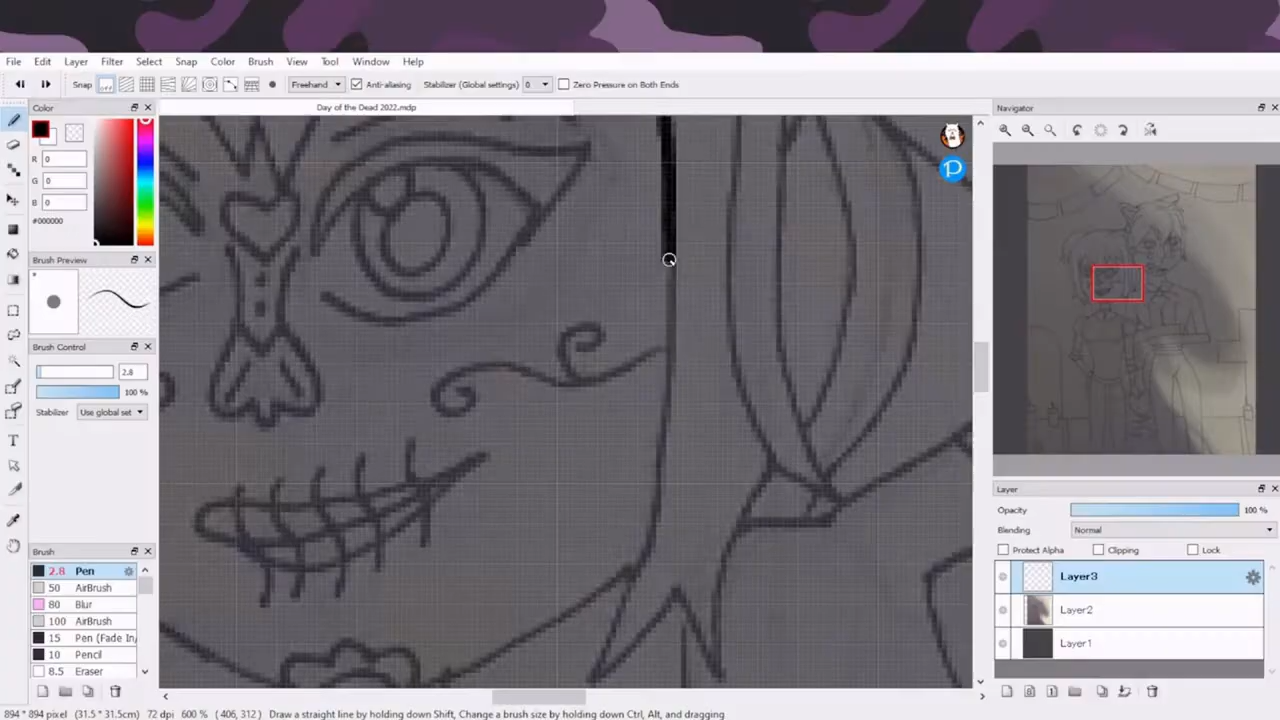 File Edit Layer Filter Select Snap Color Brush View Tool Window Help
Snap OFF Freehand Anti-aliasing Stabilizer (Global settings) 0 Zero Pressure on Both Ends
Color
Day of the Dead 2022.mdp
Navigator
R 0
G 0
B 0
#000000
Brush Preview
Brush Control
2.8
100 %
Stabilizer Use global set
Brush
2.8 Pen
50 AirBrush
80 Blur
100 AirBrush
15 Pen (Fade In/
10 Pencil
8.5 Eraser
Layer
Opacity 100 %
Blending Normal
Protect Alpha Clipping Lock
Layer3
Layer2
Layer1
894 * 894 pixel (31.5 * 31.5cm) 72 dpi 600 % ( 406, 312 ) Draw a straight line by holding down Shift, Change a brush size by holding down Ctrl, Alt, and dragging